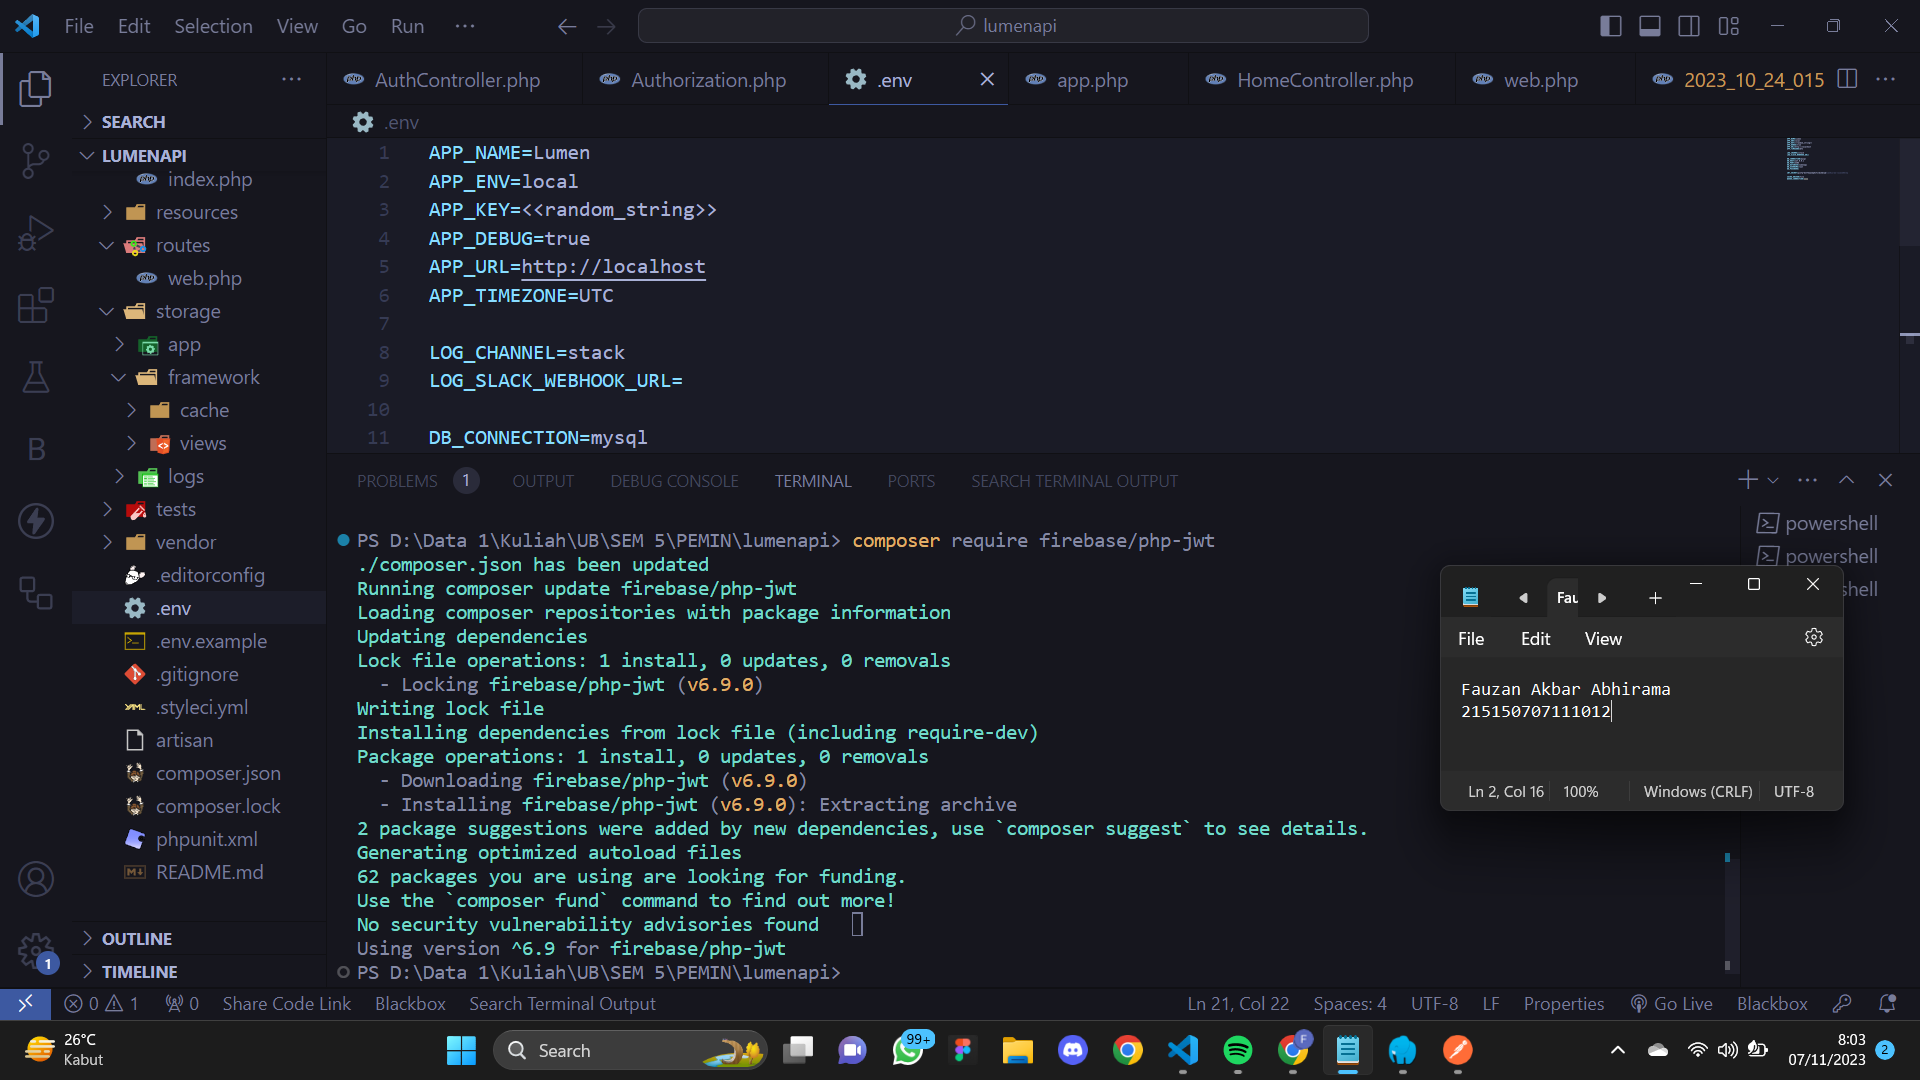 File Edit Selection View Go Run ··· lumenapi
EXPLORER ···
AuthController.php Authorization.php .env app.php HomeController.php web.php 2023_10_24_015 ···
SEARCH
LUMENAPI
index.php
resources
routes
web.php
storage
app
framework
cache
views
logs
tests
vendor
.editorconfig
.env
.env.example
.gitignore
.styleci.yml
artisan
composer.json
composer.lock
phpunit.xml
README.md
OUTLINE
TIMELINE
.env
1 APP_NAME=Lumen
2 APP_ENV=local
3 APP_KEY=<<random_string>>
4 APP_DEBUG=true
5 APP_URL=http://localhost
6 APP_TIMEZONE=UTC
7
8 LOG_CHANNEL=stack
9 LOG_SLACK_WEBHOOK_URL=
10
11 DB_CONNECTION=mysql
PROBLEMS 1 OUTPUT DEBUG CONSOLE TERMINAL PORTS SEARCH TERMINAL OUTPUT
PS D:\Data 1\Kuliah\UB\SEM 5\PEMIN\lumenapi> composer require firebase/php-jwt
./composer.json has been updated
Running composer update firebase/php-jwt
Loading composer repositories with package information
Updating dependencies
Lock file operations: 1 install, 0 updates, 0 removals
- Locking firebase/php-jwt (v6.9.0)
Writing lock file
Installing dependencies from lock file (including require-dev)
Package operations: 1 install, 0 updates, 0 removals
- Downloading firebase/php-jwt (v6.9.0)
- Installing firebase/php-jwt (v6.9.0): Extracting archive
2 package suggestions were added by new dependencies, use `composer suggest` to see details.
Generating optimized autoload files
62 packages you are using are looking for funding.
Use the `composer fund` command to find out more!
No security vulnerability advisories found
Using version ^6.9 for firebase/php-jwt
PS D:\Data 1\Kuliah\UB\SEM 5\PEMIN\lumenapi>
powershell
powershell
shell
Fau
File Edit View
Fauzan Akbar Abhirama
215150707111012
Ln 2, Col 16 100% Windows (CRLF) UTF-8
1
0 1 0 Share Code Link Blackbox Search Terminal Output Ln 21, Col 22 Spaces: 4 UTF-8 LF Properties Go Live Blackbox
26°C
Kabut
Search
99+
F
8:03
07/11/2023
2